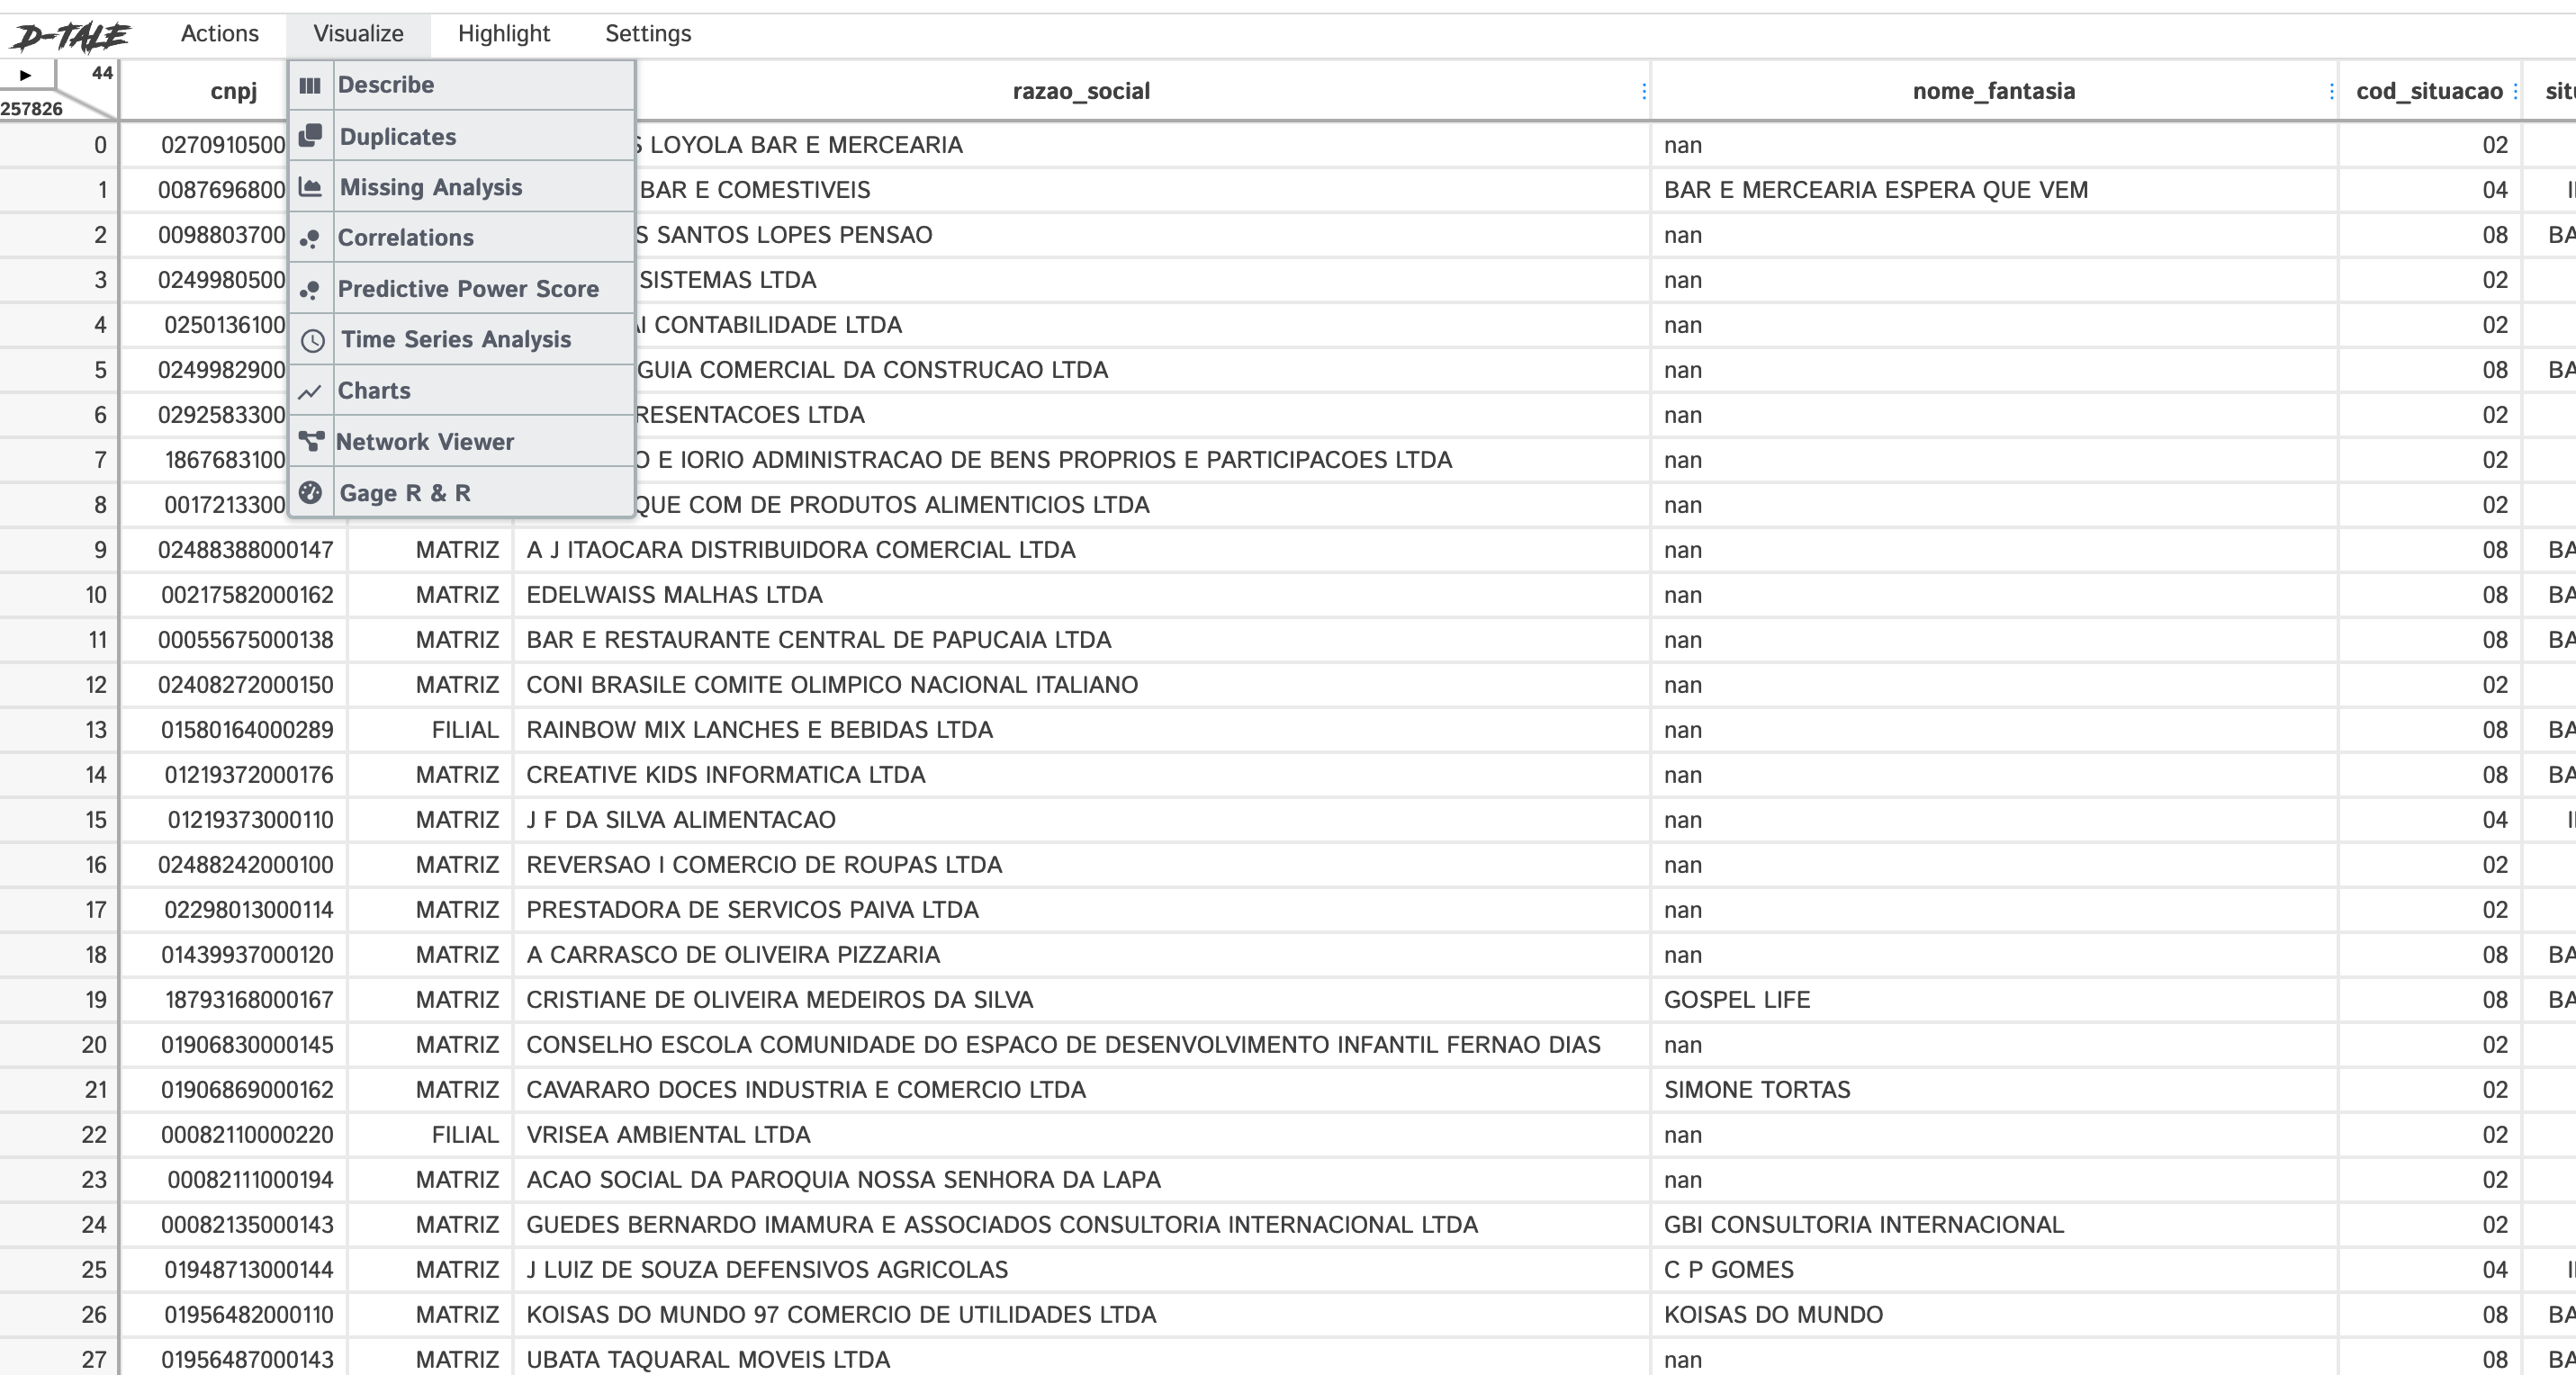 D-TALE Actions Visualize Highlight Settings
44
257826
cnpj razao_social nome_fantasia cod_situacao
Describe
Duplicates
Missing Analysis
Correlations
Predictive Power Score
Time Series Analysis
Charts
Network Viewer
Gage R & R
0 0270910500 LOYOLA BAR E MERCEARIA nan 02
1 0087696800 BAR E COMESTIVEIS BAR E MERCEARIA ESPERA QUE VEM 04
2 0098803700 S SANTOS LOPES PENSAO nan 08 BA
3 0249980500 SISTEMAS LTDA nan 02
4 0250136100 CONTABILIDADE LTDA nan 02
5 0249982900 GUIA COMERCIAL DA CONSTRUCAO LTDA nan 08 BA
6 0292583300 RESENTACOES LTDA nan 02
7 1867683100 O E IORIO ADMINISTRACAO DE BENS PROPRIOS E PARTICIPACOES LTDA nan 02
8 0017213300 QUE COM DE PRODUTOS ALIMENTICIOS LTDA nan 02
9 02488388000147 MATRIZ A J ITAOCARA DISTRIBUIDORA COMERCIAL LTDA nan 08 BA
10 00217582000162 MATRIZ EDELWAISS MALHAS LTDA nan 08 BA
11 00055675000138 MATRIZ BAR E RESTAURANTE CENTRAL DE PAPUCAIA LTDA nan 08 BA
12 02408272000150 MATRIZ CONI BRASILE COMITE OLIMPICO NACIONAL ITALIANO nan 02
13 01580164000289 FILIAL RAINBOW MIX LANCHES E BEBIDAS LTDA nan 08 BA
14 01219372000176 MATRIZ CREATIVE KIDS INFORMATICA LTDA nan 08 BA
15 01219373000110 MATRIZ J F DA SILVA ALIMENTACAO nan 04
16 02488242000100 MATRIZ REVERSAO I COMERCIO DE ROUPAS LTDA nan 02
17 02298013000114 MATRIZ PRESTADORA DE SERVICOS PAIVA LTDA nan 02
18 01439937000120 MATRIZ A CARRASCO DE OLIVEIRA PIZZARIA nan 08 BA
19 18793168000167 MATRIZ CRISTIANE DE OLIVEIRA MEDEIROS DA SILVA GOSPEL LIFE 08 BA
20 01906830000145 MATRIZ CONSELHO ESCOLA COMUNIDADE DO ESPACO DE DESENVOLVIMENTO INFANTIL FERNAO DIAS nan 02
21 01906869000162 MATRIZ CAVARARO DOCES INDUSTRIA E COMERCIO LTDA SIMONE TORTAS 02
22 00082110000220 FILIAL VRISEA AMBIENTAL LTDA nan 02
23 00082111000194 MATRIZ ACAO SOCIAL DA PAROQUIA NOSSA SENHORA DA LAPA nan 02
24 00082135000143 MATRIZ GUEDES BERNARDO IMAMURA E ASSOCIADOS CONSULTORIA INTERNACIONAL LTDA GBI CONSULTORIA INTERNACIONAL 02
25 01948713000144 MATRIZ J LUIZ DE SOUZA DEFENSIVOS AGRICOLAS C P GOMES 04
26 01956482000110 MATRIZ KOISAS DO MUNDO 97 COMERCIO DE UTILIDADES LTDA KOISAS DO MUNDO 08 BA
27 01956487000143 MATRIZ UBATA TAQUARAL MOVEIS LTDA nan 08 BA